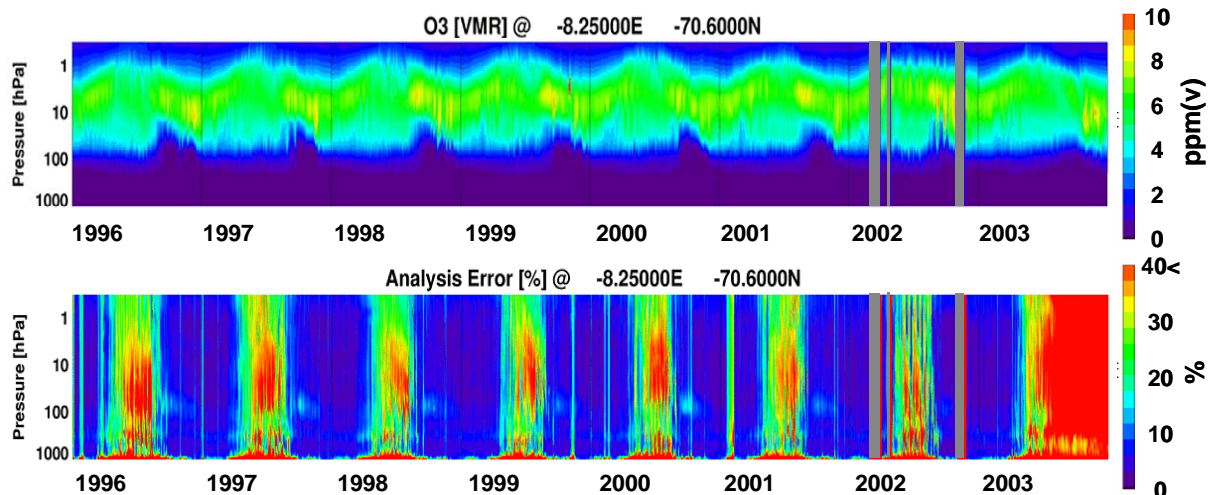 O3 [VMR] @ -8.25000E -70.6000N
Pressure [hPa]
1
10
100
1000
1996 1997 1998 1999 2000 2001 2002 2003
10
8
6
4
2
0
ppm(v)
Analysis Error [%] @ -8.25000E -70.6000N
Pressure [hPa]
1
10
100
1000
1996 1997 1998 1999 2000 2001 2002 2003
40<
30
20
10
0
%